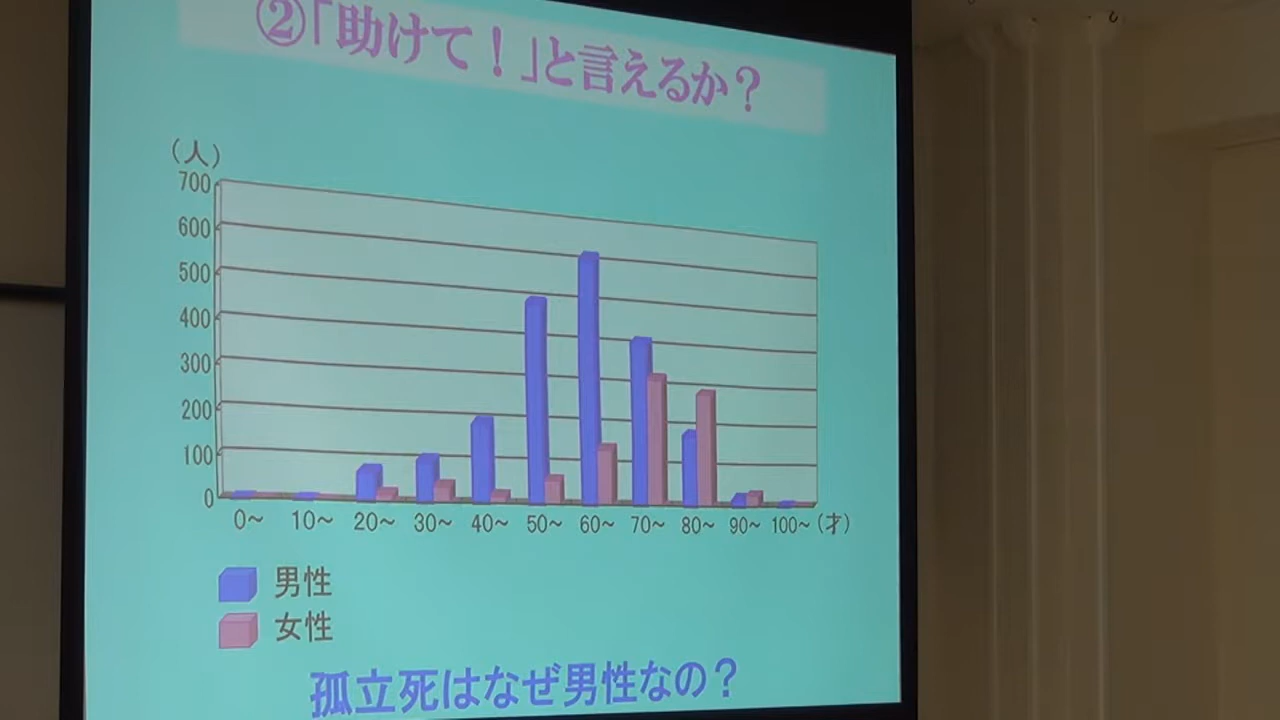 ②「助けて！」と言えるか？
（人）
700
600
500
400
300
200
100
0
0~ 10~ 20~ 30~ 40~ 50~ 60~ 70~ 80~ 90~ 100~（才）
男性
女性
孤立死はなぜ男性なの？